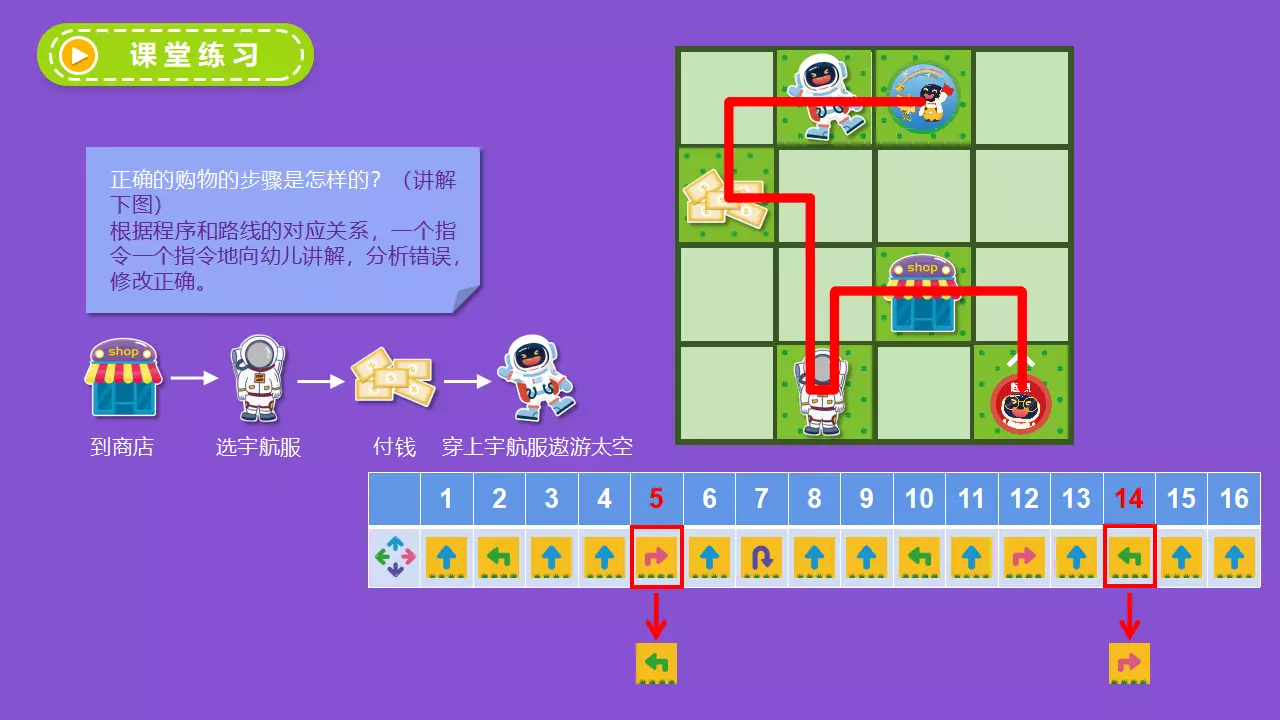 课堂练习
正确的购物的步骤是怎样的？（讲解
下图）
根据程序和路线的对应关系，一个指
令一个指令地向幼儿讲解，分析错误，
修改正确。
shop
shop
到商店
选宇航服
付钱
穿上宇航服遨游太空
1 2 3 4 5 6 7 8 9 10 11 12 13 14 15 16